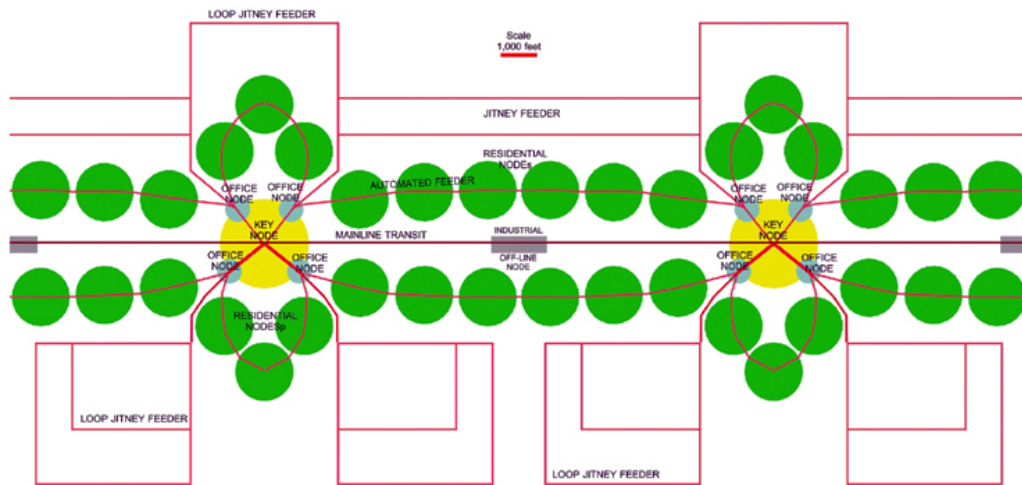 LOOP JITNEY FEEDER
Scale
1,000 feet
JITNEY FEEDER
RESIDENTIAL
NODEs
AUTOMATED FEEDER
OFFICE
NODE
OFFICE
NODE
OFFICE
NODE
OFFICE
NODE
KEY
NODE
MAINLINE TRANSIT
INDUSTRIAL
KEY
NODE
OFFICE
NODE
OFFICE
NODE
OFF-LINE
NODE
OFFICE
NODE
OFFICE
NODE
RESIDENTIAL
NODESp
LOOP JITNEY FEEDER
LOOP JITNEY FEEDER